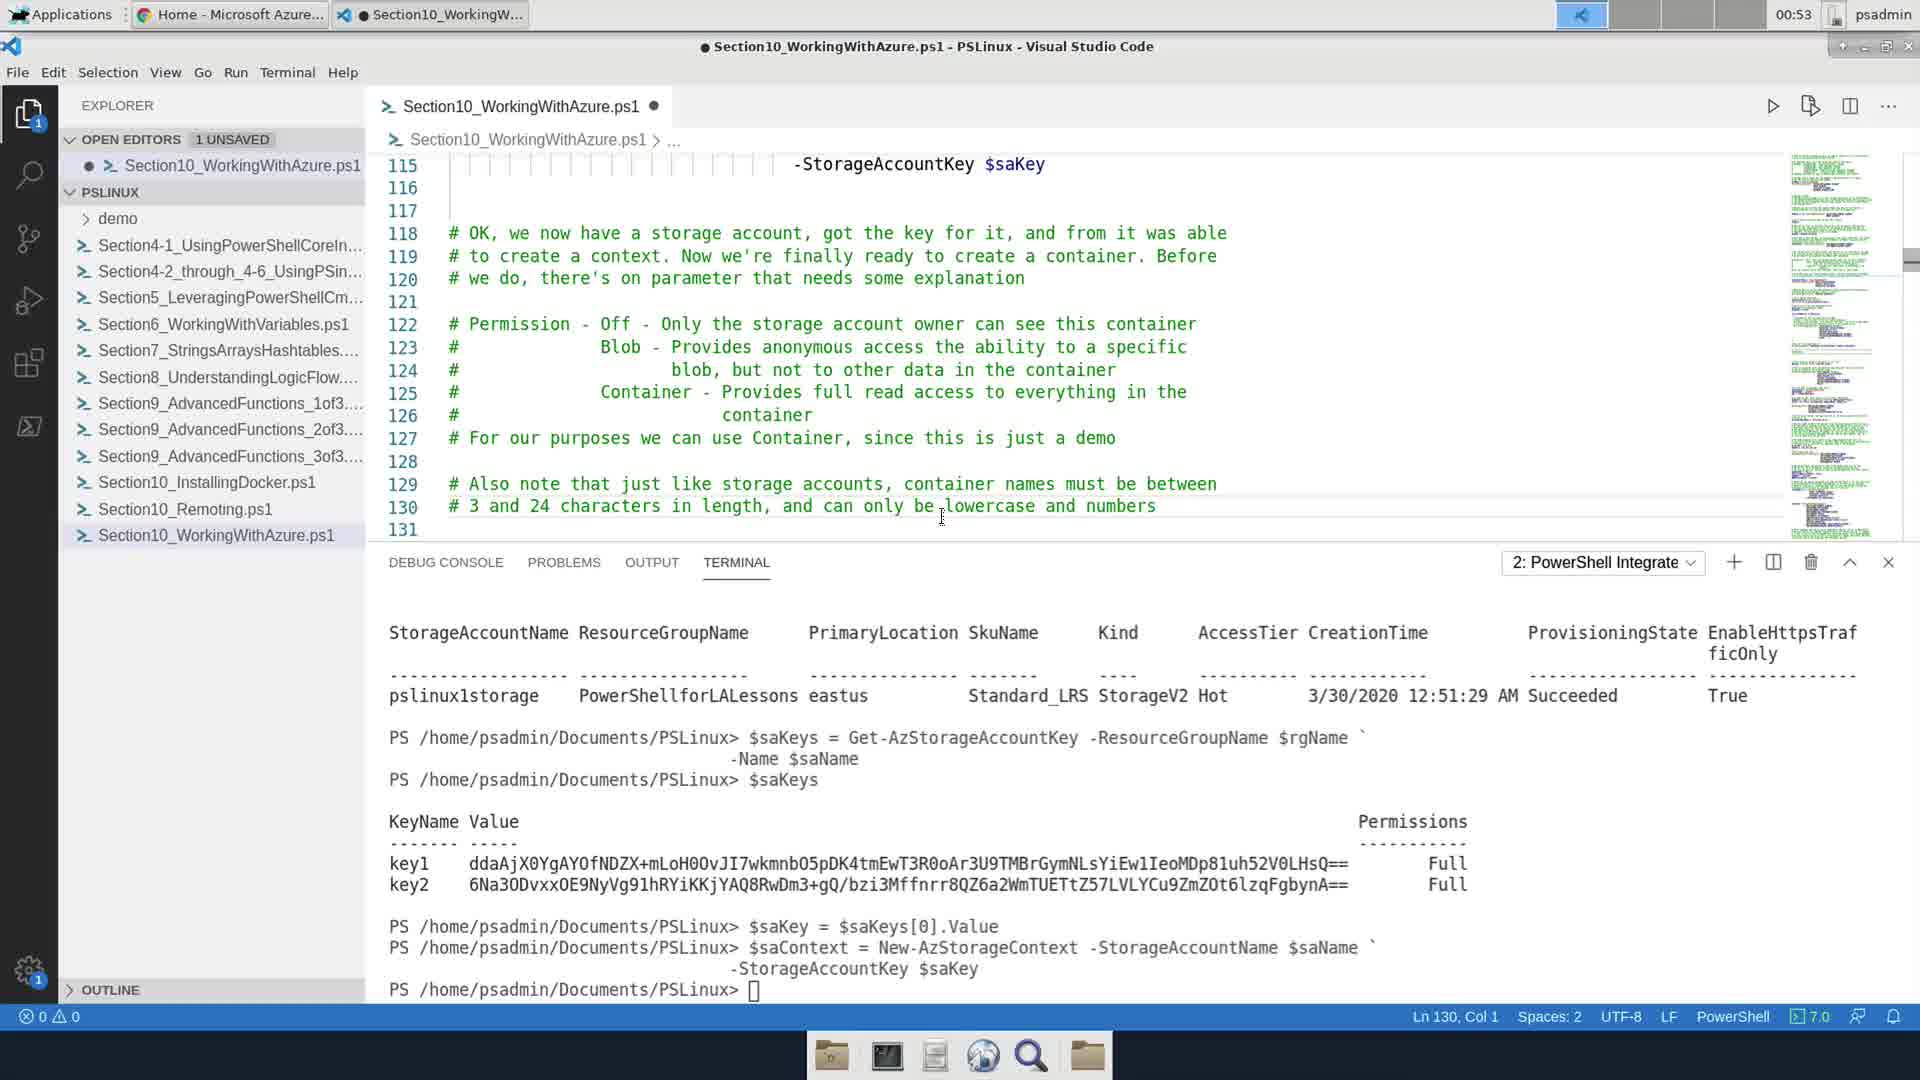 Applications
Home - Microsoft Azure...
Section10_WorkingW...
00:53
psadmin
● Section10_WorkingWithAzure.ps1 - PSLinux - Visual Studio Code
File Edit Selection View Go Run Terminal Help
EXPLORER
OPEN EDITORS 1 UNSAVED
Section10_WorkingWithAzure.ps1
PSLINUX
demo
Section4-1_UsingPowerShellCoreIn...
Section4-2_through_4-6_UsingPSin...
Section5_LeveragingPowerShellCm...
Section6_WorkingWithVariables.ps1
Section7_StringsArraysHashtables....
Section8_UnderstandingLogicFlow....
Section9_AdvancedFunctions_1of3....
Section9_AdvancedFunctions_2of3....
Section9_AdvancedFunctions_3of3....
Section10_InstallingDocker.ps1
Section10_Remoting.ps1
Section10_WorkingWithAzure.ps1
OUTLINE
Section10_WorkingWithAzure.ps1
Section10_WorkingWithAzure.ps1 > ...
115 -StorageAccountKey $saKey
116
117
118 # OK, we now have a storage account, got the key for it, and from it was able
119 # to create a context. Now we're finally ready to create a container. Before
120 # we do, there's on parameter that needs some explanation
121
122 # Permission - Off - Only the storage account owner can see this container
123 # Blob - Provides anonymous access the ability to a specific
124 # blob, but not to other data in the container
125 # Container - Provides full read access to everything in the
126 # container
127 # For our purposes we can use Container, since this is just a demo
128
129 # Also note that just like storage accounts, container names must be between
130 # 3 and 24 characters in length, and can only be lowercase and numbers
131
DEBUG CONSOLE PROBLEMS OUTPUT TERMINAL
2: PowerShell Integrate
StorageAccountName ResourceGroupName PrimaryLocation SkuName Kind AccessTier CreationTime ProvisioningState EnableHttpsTraf
ficOnly
------------------ ----------------- --------------- ------- ---- ---------- ------------ ----------------- ---------------
pslinux1storage PowerShellforLALessons eastus Standard_LRS StorageV2 Hot 3/30/2020 12:51:29 AM Succeeded True
PS /home/psadmin/Documents/PSLinux> $saKeys = Get-AzStorageAccountKey -ResourceGroupName $rgName `
-Name $saName
PS /home/psadmin/Documents/PSLinux> $saKeys
KeyName Value Permissions
------- ----- -----------
key1 ddaAjX0YgAYOfNDZX+mLoH0OvJI7wkmnbO5pDK4tmEwT3R0oAr3U9TMBrGymNLsYiEw1IeoMDp81uh52V0LHsQ== Full
key2 6Na3ODvxxOE9NyVg91hRYiKKjYAQ8RwDm3+gQ/bzi3Mffnrr8QZ6a2WmTUETtZ57LVLYCu9ZmZOt6lzqFgbynA== Full
PS /home/psadmin/Documents/PSLinux> $saKey = $saKeys[0].Value
PS /home/psadmin/Documents/PSLinux> $saContext = New-AzStorageContext -StorageAccountName $saName `
-StorageAccountKey $saKey
PS /home/psadmin/Documents/PSLinux>
0 0
Ln 130, Col 1 Spaces: 2 UTF-8 LF PowerShell 7.0